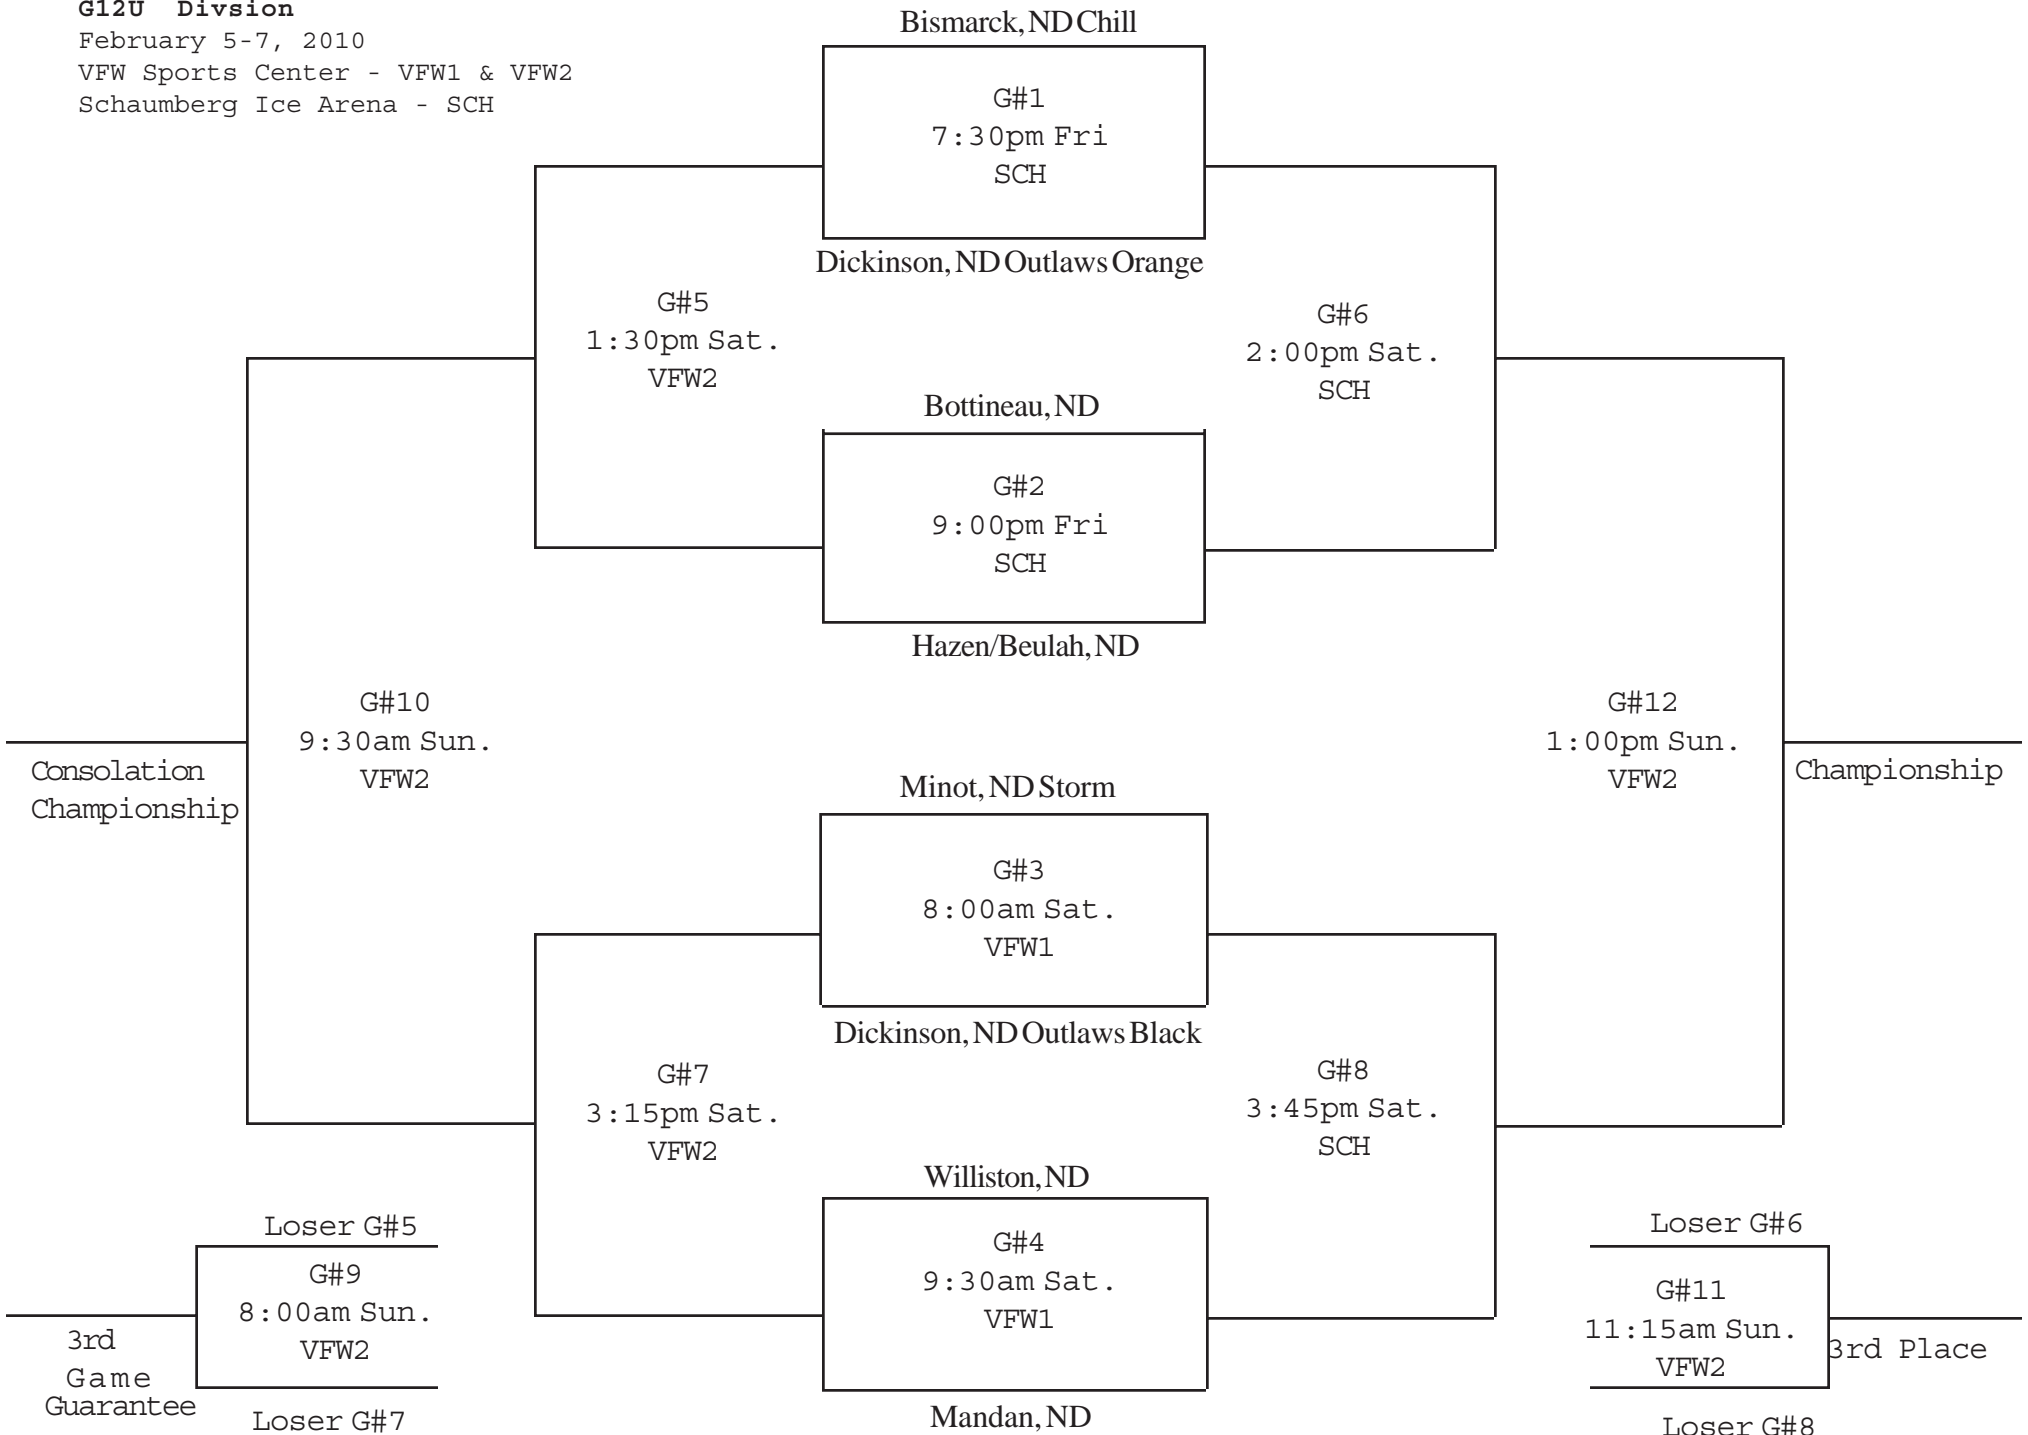 G12U  Divsion
February 5-7, 2010
VFW Sports Center - VFW1 & VFW2
Schaumberg Ice Arena - SCH
Bismarck, ND Chill
G#1
7:30pm Fri
SCH
Dickinson, ND Outlaws Orange
G#5
1:30pm Sat.
VFW2
G#6
2:00pm Sat.
SCH
Bottineau, ND
G#2
9:00pm Fri
SCH
Hazen/Beulah, ND
G#10
9:30am Sun.
VFW2
Consolation
Championship
G#12
1:00pm Sun.
VFW2
Championship
Minot, ND Storm
G#3
8:00am Sat.
VFW1
Dickinson, ND Outlaws Black
G#7
3:15pm Sat.
VFW2
G#8
3:45pm Sat.
SCH
Williston, ND
G#4
9:30am Sat.
VFW1
Mandan, ND
Loser G#5
G#9
8:00am Sun.
VFW2
3rd
Game
Guarantee
Loser G#7
Loser G#6
G#11
11:15am Sun.
VFW2
3rd Place
Loser G#8